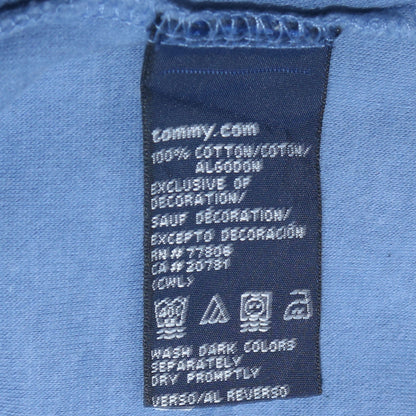 tommy.com
100% COTTON/COTON/
ALGODON
EXCLUSIVE OF
DECORATION/
SAUF DÉCORATION/
EXCEPTO DECORACIÓN
RN# 77806
CA# 20781
(CWL)
40C
WASH DARK COLORS
SEPARATELY
DRY PROMPTLY
VERSO/AL REVERSO